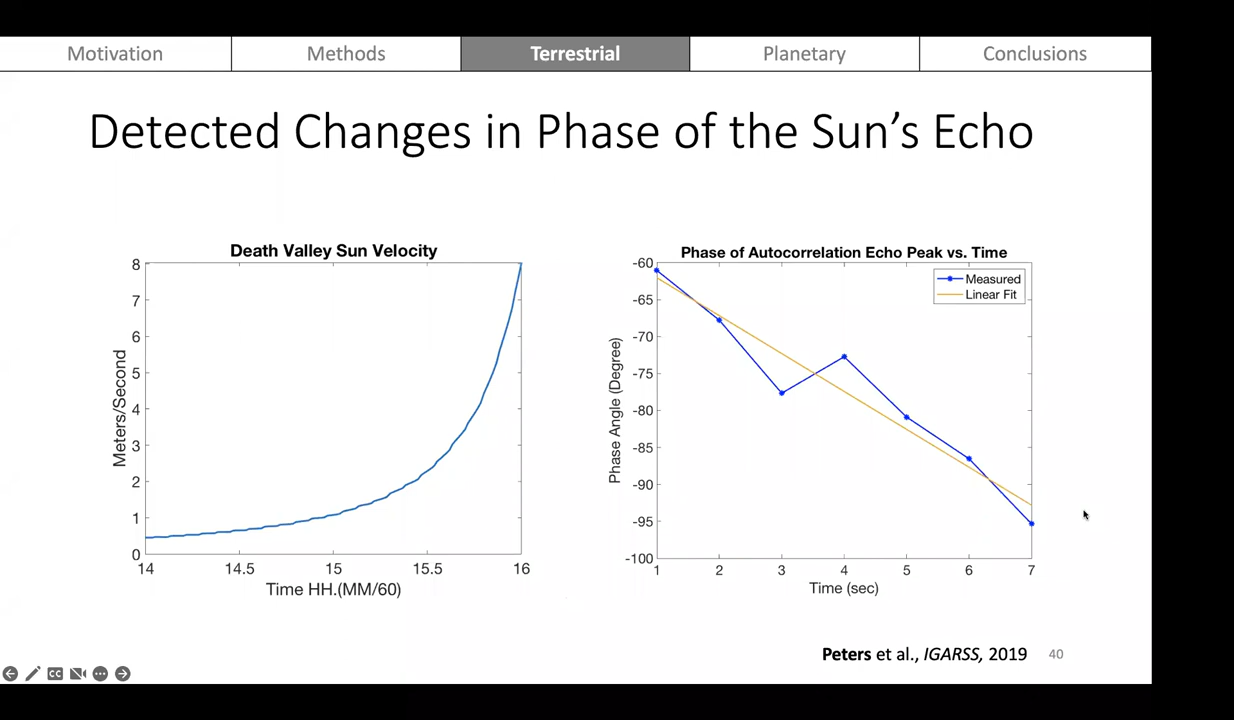 Motivation
Methods
Terrestrial
Planetary
Conclusions
Detected Changes in Phase of the Sun's Echo
Death Valley Sun Velocity
8
7
6
5
4
3
2
1
0
Meters/Second
14
14.5
15
15.5
16
Time HH.(MM/60)
Phase of Autocorrelation Echo Peak vs. Time
Measured
Linear Fit
-60
-65
-70
-75
-80
-85
-90
-95
-100
Phase Angle (Degree)
1
2
3
4
5
6
7
Time (sec)
Peters et al., IGARSS, 2019
40
CC